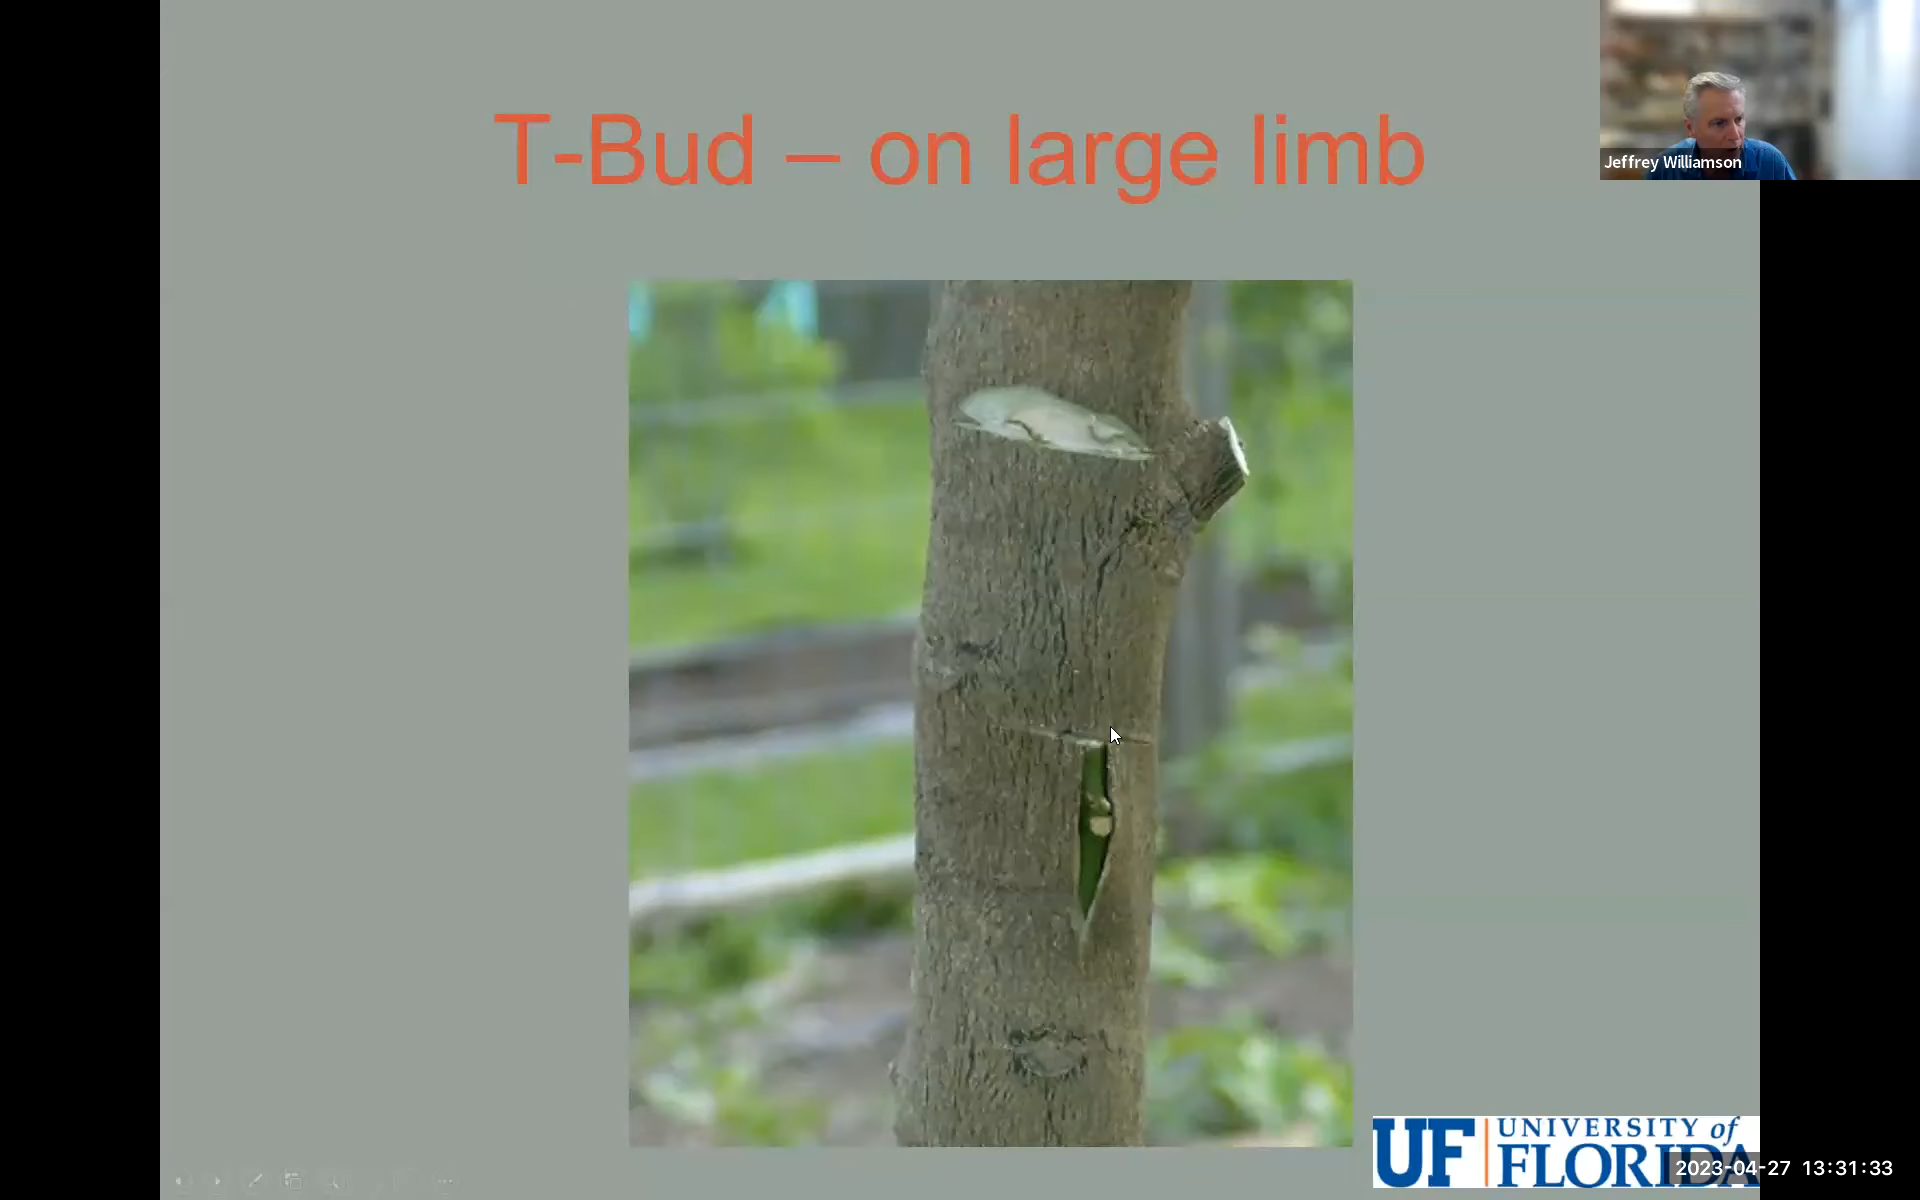 T-Bud – on large limb
Jeffrey Williamson
UF UNIVERSITY of
FLORIDA
2023-04-27 13:31:33